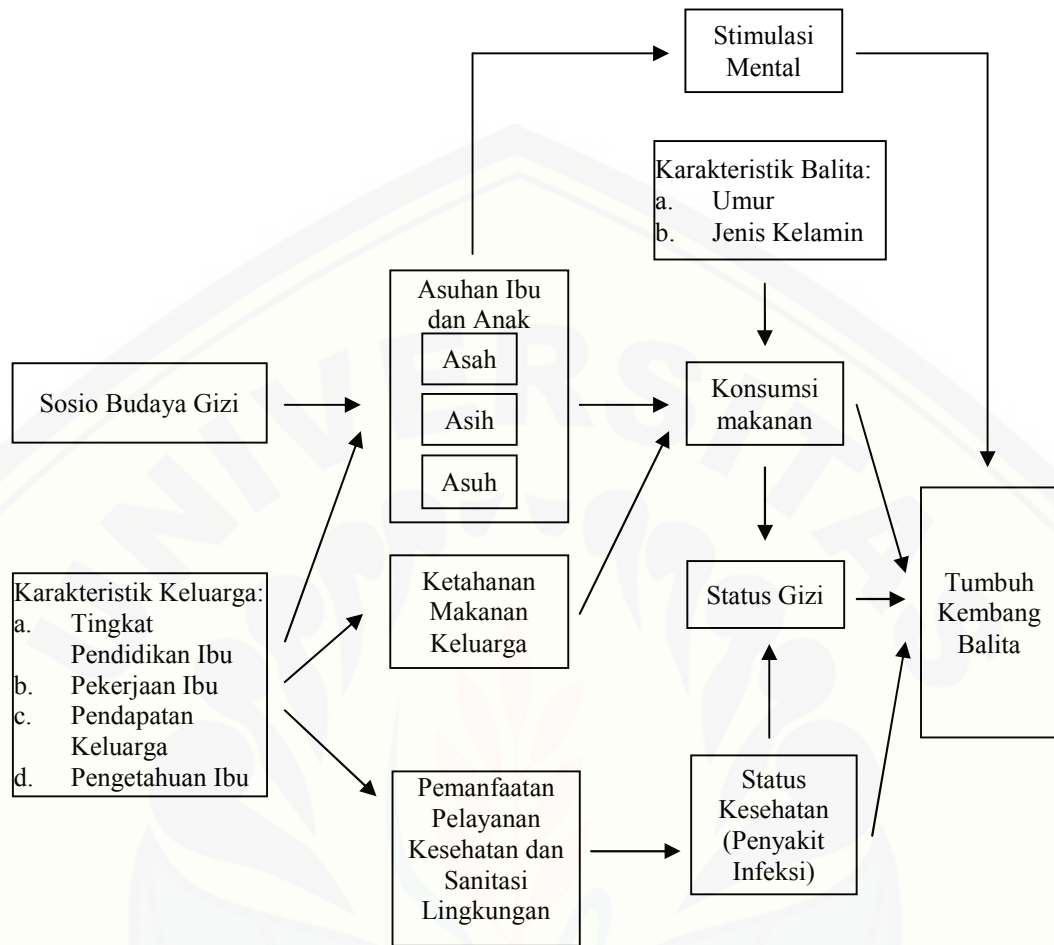 Stimulasi
Mental
Karakteristik Balita:
a. Umur
b. Jenis Kelamin
Asuhan Ibu
dan Anak
Asah
Asih
Asuh
Sosio Budaya Gizi
Konsumsi
makanan
Karakteristik Keluarga:
a. Tingkat
Pendidikan Ibu
b. Pekerjaan Ibu
c. Pendapatan
Keluarga
d. Pengetahuan Ibu
Ketahanan
Makanan
Keluarga
Status Gizi
Tumbuh
Kembang
Balita
Pemanfaatan
Pelayanan
Kesehatan dan
Sanitasi
Lingkungan
Status
Kesehatan
(Penyakit
Infeksi)
UNIVERSITAS